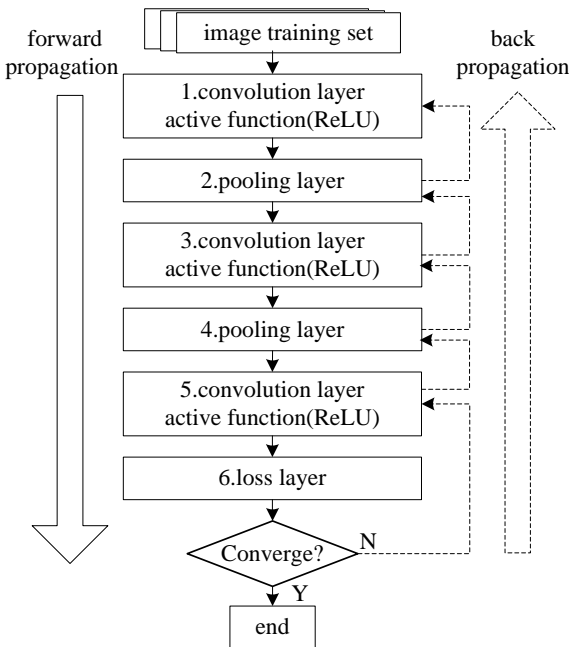 forward
propagation
image training set
back
propagation
1.convolution layer
active function(ReLU)
2.pooling layer
3.convolution layer
active function(ReLU)
4.pooling layer
5.convolution layer
active function(ReLU)
6.loss layer
Converge?
N
Y
end